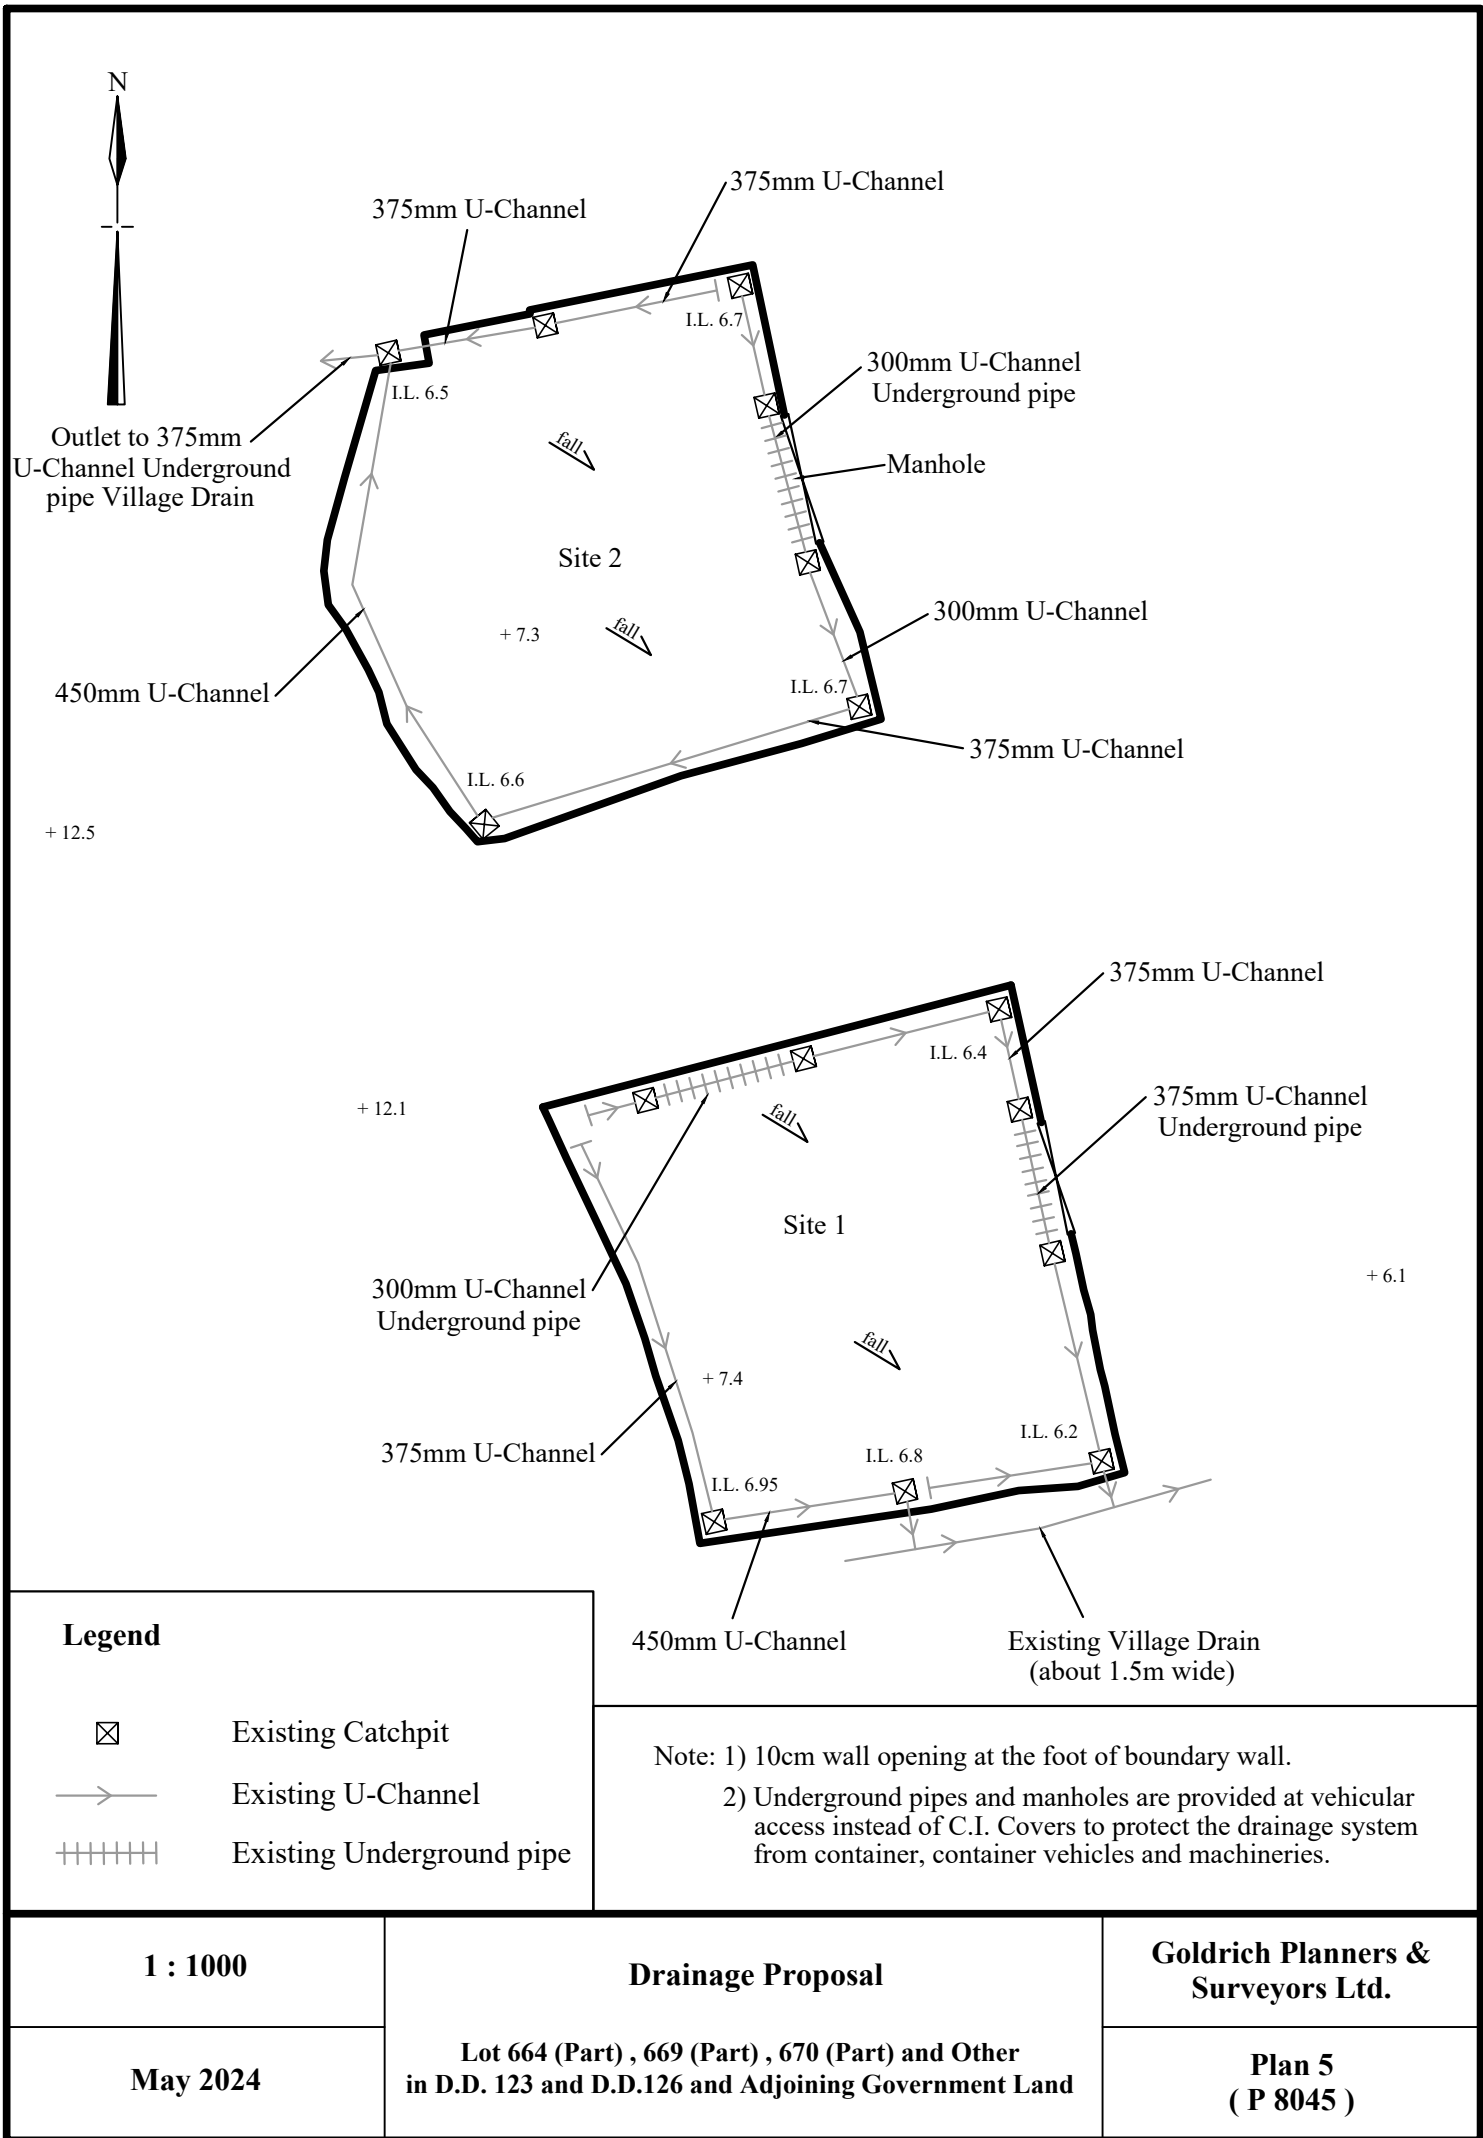 N
375mm U-Channel
375mm U-Channel
I.L. 6.7
300mm U-Channel
Underground pipe
I.L. 6.5
Outlet to 375mm
U-Channel Underground
pipe Village Drain
fall
Manhole
Site 2
300mm U-Channel
+ 7.3
fall
450mm U-Channel
I.L. 6.7
375mm U-Channel
I.L. 6.6
+ 12.5
375mm U-Channel
I.L. 6.4
+ 12.1
fall
375mm U-Channel
Underground pipe
Site 1
300mm U-Channel
Underground pipe
+ 6.1
fall
+ 7.4
375mm U-Channel
I.L. 6.2
I.L. 6.8
I.L. 6.95
450mm U-Channel
Existing Village Drain
(about 1.5m wide)
Legend
Existing Catchpit
Existing U-Channel
Existing Underground pipe
Note: 1) 10cm wall opening at the foot of boundary wall.
2) Underground pipes and manholes are provided at vehicular
access instead of C.I. Covers to protect the drainage system
from container, container vehicles and machineries.
1 : 1000
May 2024
Drainage Proposal
Lot 664 (Part) , 669 (Part) , 670 (Part) and Other
in D.D. 123 and D.D.126 and Adjoining Government Land
Goldrich Planners &
Surveyors Ltd.
Plan 5
( P 8045 )